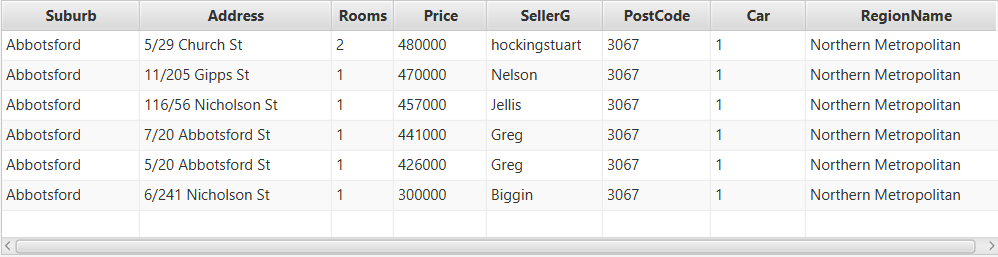 Suburb Address Rooms Price SellerG PostCode Car RegionName
Abbotsford 5/29 Church St 2 480000 hockingstuart 3067 1 Northern Metropolitan
Abbotsford 11/205 Gipps St 1 470000 Nelson 3067 1 Northern Metropolitan
Abbotsford 116/56 Nicholson St 1 457000 Jellis 3067 1 Northern Metropolitan
Abbotsford 7/20 Abbotsford St 1 441000 Greg 3067 1 Northern Metropolitan
Abbotsford 5/20 Abbotsford St 1 426000 Greg 3067 1 Northern Metropolitan
Abbotsford 6/241 Nicholson St 1 300000 Biggin 3067 1 Northern Metropolitan